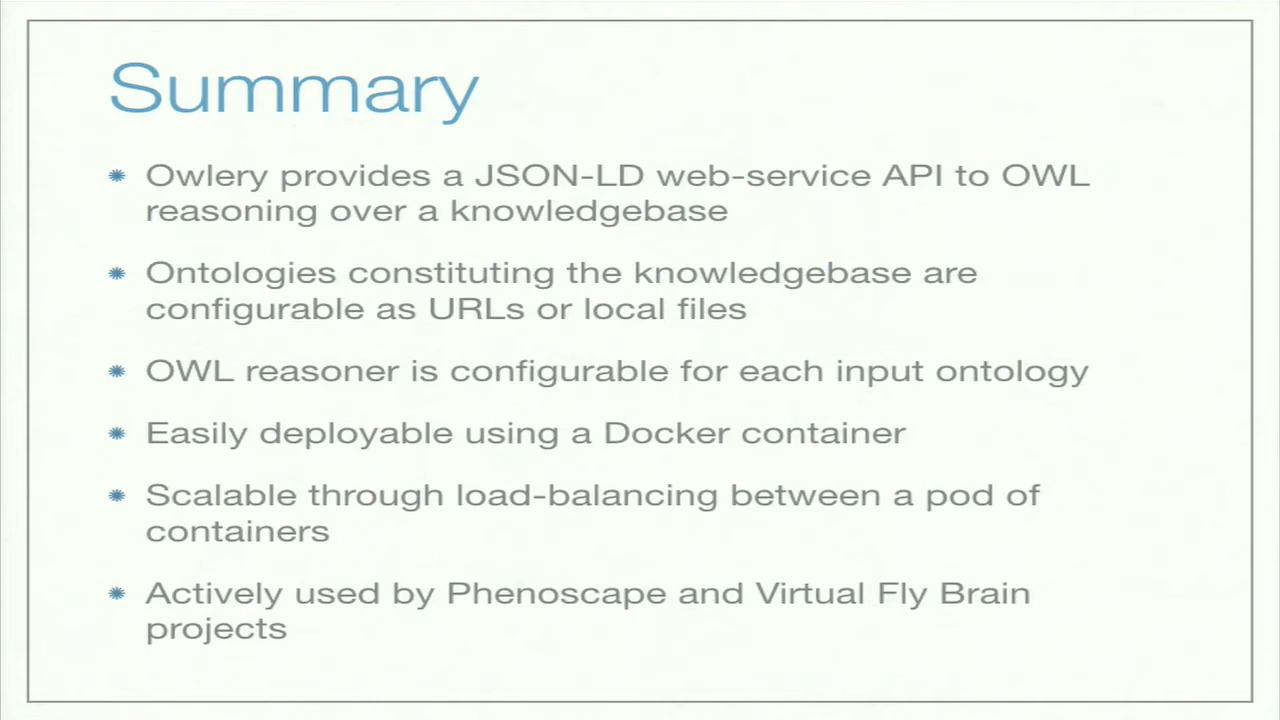 Summary
Owlery provides a JSON-LD web-service API to OWL
reasoning over a knowledgebase
Ontologies constituting the knowledgebase are
configurable as URLs or local files
OWL reasoner is configurable for each input ontology
Easily deployable using a Docker container
Scalable through load-balancing between a pod of
containers
Actively used by Phenoscape and Virtual Fly Brain
projects